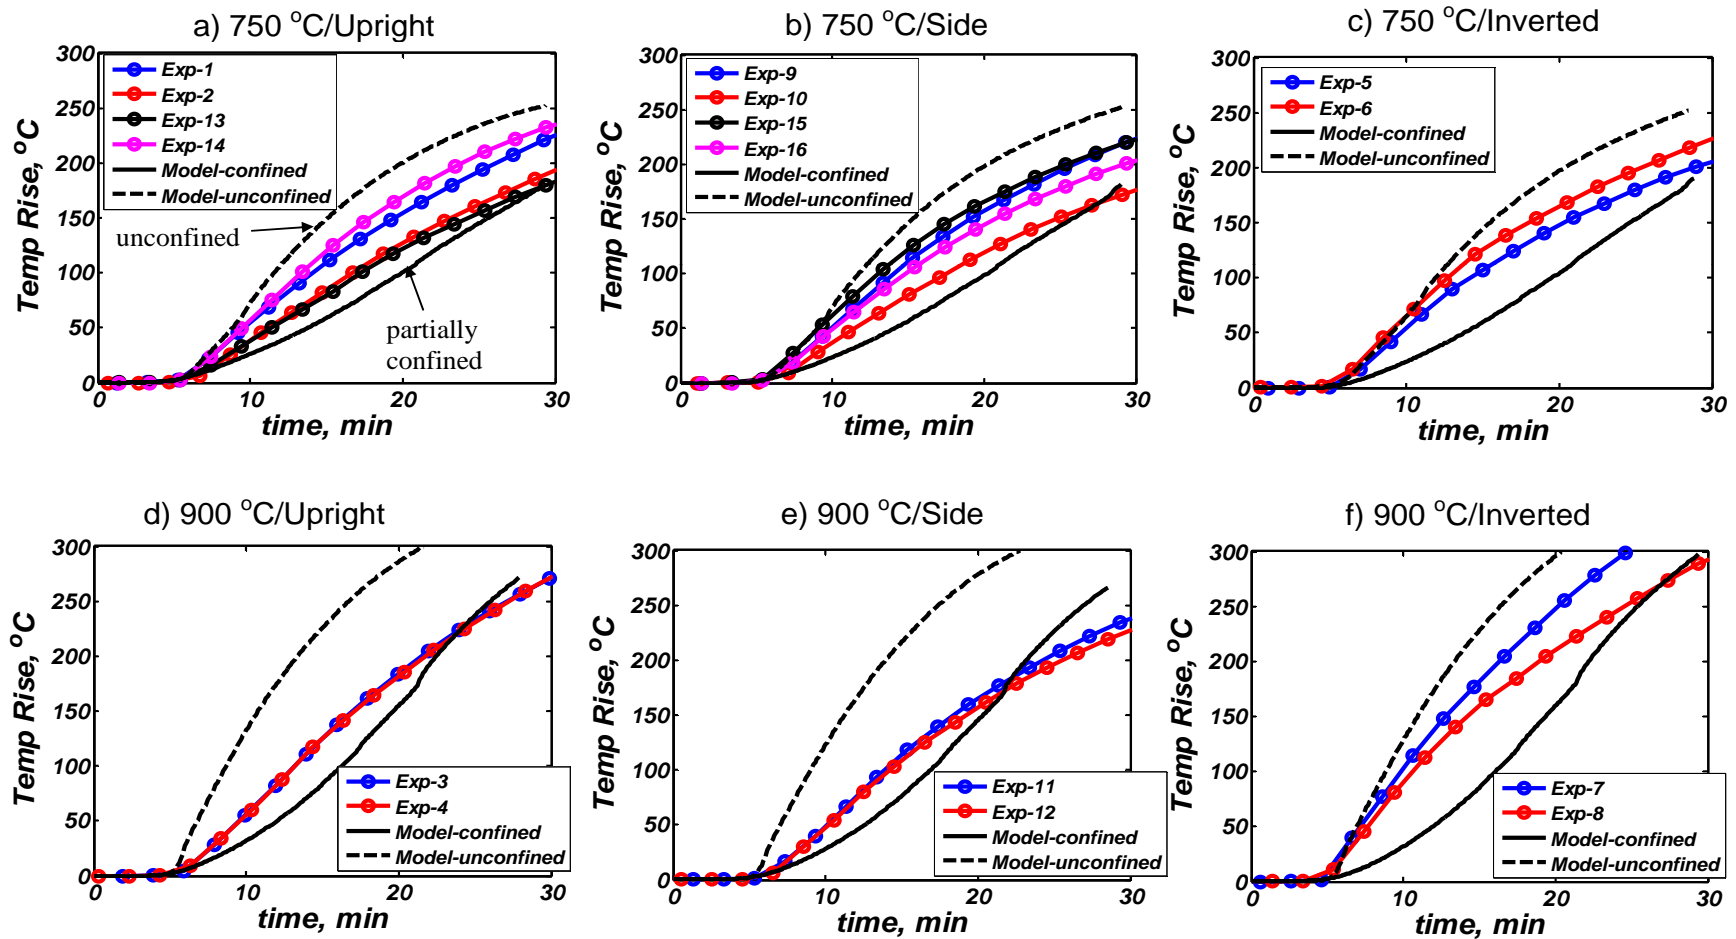 a) 750 °C/Upright
300
250
200
150
100
50
0
Temp Rise, °C
Exp-1
Exp-2
Exp-13
Exp-14
Model-confined
Model-unconfined
unconfined
partially
confined
0 10 20 30
time, min
b) 750 °C/Side
300
250
200
150
100
50
0
Temp Rise, °C
Exp-9
Exp-10
Exp-15
Exp-16
Model-confined
Model-unconfined
0 10 20 30
time, min
c) 750 °C/Inverted
300
250
200
150
100
50
0
Temp Rise, °C
Exp-5
Exp-6
Model-confined
Model-unconfined
0 10 20 30
time, min
d) 900 °C/Upright
300
250
200
150
100
50
0
Temp Rise, °C
Exp-3
Exp-4
Model-confined
Model-unconfined
0 10 20 30
time, min
e) 900 °C/Side
300
250
200
150
100
50
0
Temp Rise, °C
Exp-11
Exp-12
Model-confined
Model-unconfined
0 10 20 30
time, min
f) 900 °C/Inverted
300
250
200
150
100
50
0
Temp Rise, °C
Exp-7
Exp-8
Model-confined
Model-unconfined
0 10 20 30
time, min